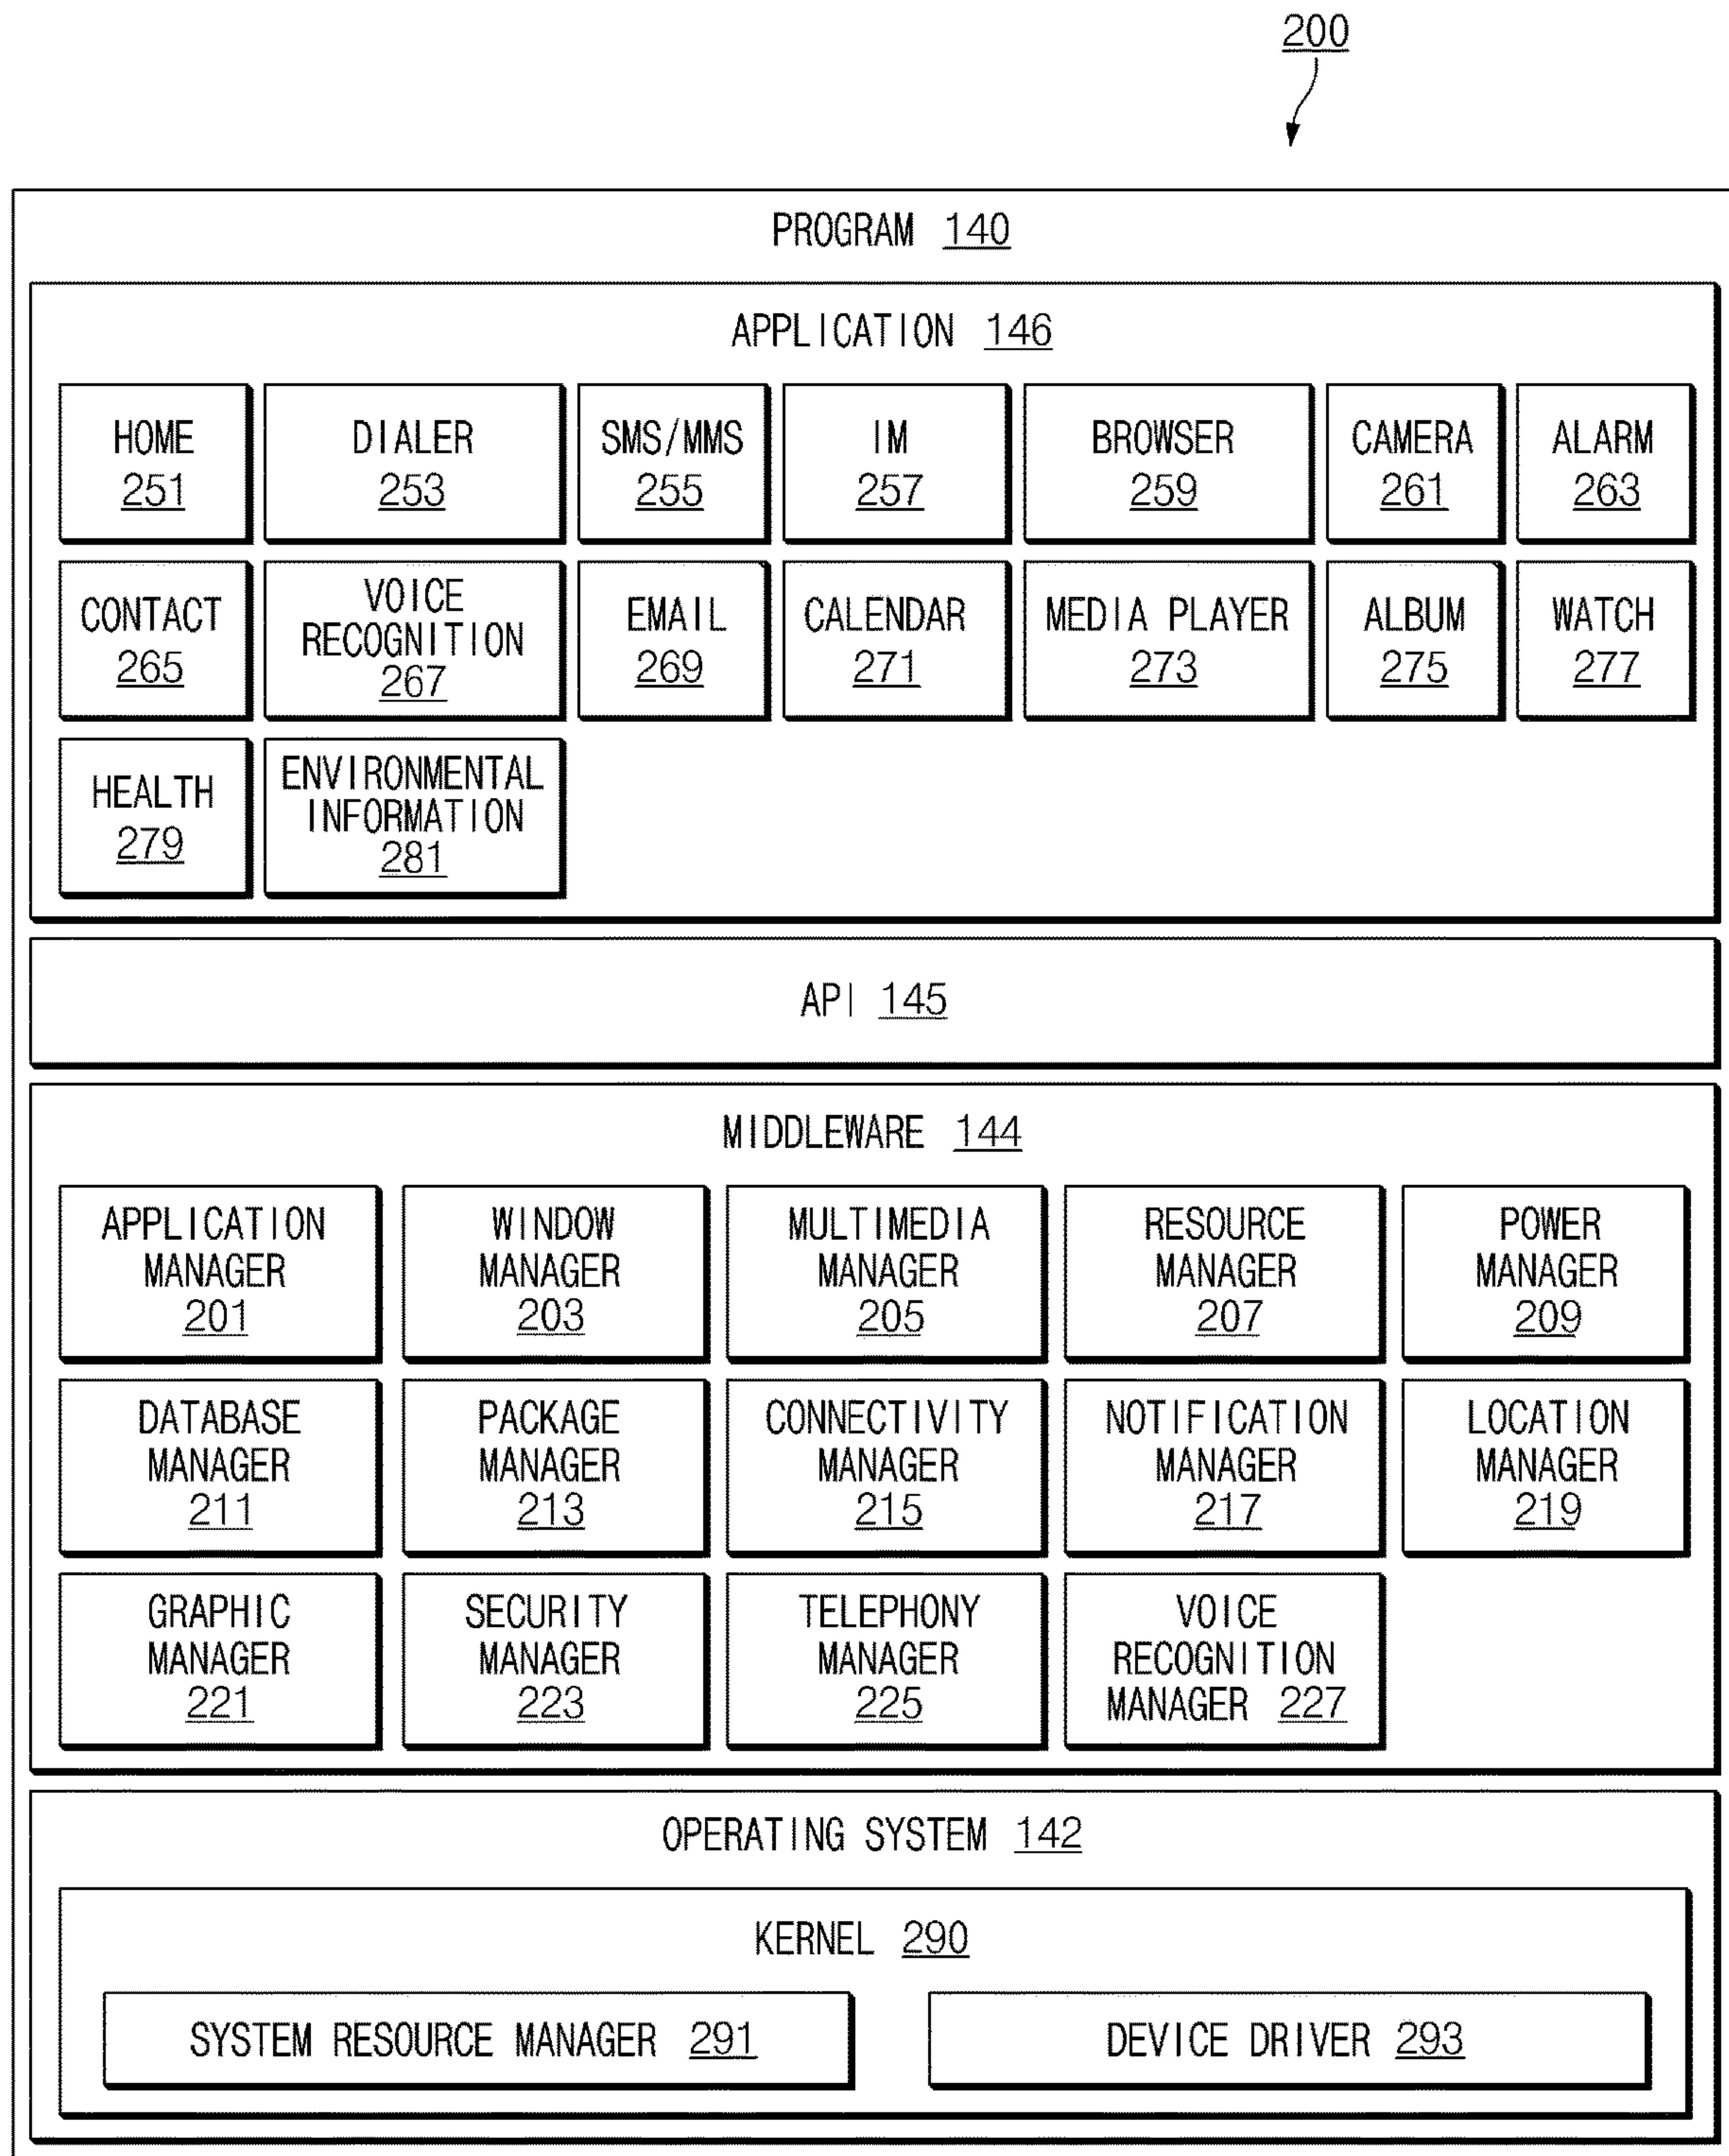 200
PROGRAM 140
APPLICATION 146
HOME
251
DIALER
253
SMS/MMS
255
IM
257
BROWSER
259
CAMERA
261
ALARM
263
CONTACT
265
VOICE
RECOGNITION
267
EMAIL
269
CALENDAR
271
MEDIA PLAYER
273
ALBUM
275
WATCH
277
HEALTH
279
ENVIRONMENTAL
INFORMATION
281
API 145
MIDDLEWARE 144
APPLICATION
MANAGER
201
WINDOW
MANAGER
203
MULTIMEDIA
MANAGER
205
RESOURCE
MANAGER
207
POWER
MANAGER
209
DATABASE
MANAGER
211
PACKAGE
MANAGER
213
CONNECTIVITY
MANAGER
215
NOTIFICATION
MANAGER
217
LOCATION
MANAGER
219
GRAPHIC
MANAGER
221
SECURITY
MANAGER
223
TELEPHONY
MANAGER
225
VOICE
RECOGNITION
MANAGER 227
OPERATING SYSTEM 142
KERNEL 290
SYSTEM RESOURCE MANAGER 291
DEVICE DRIVER 293